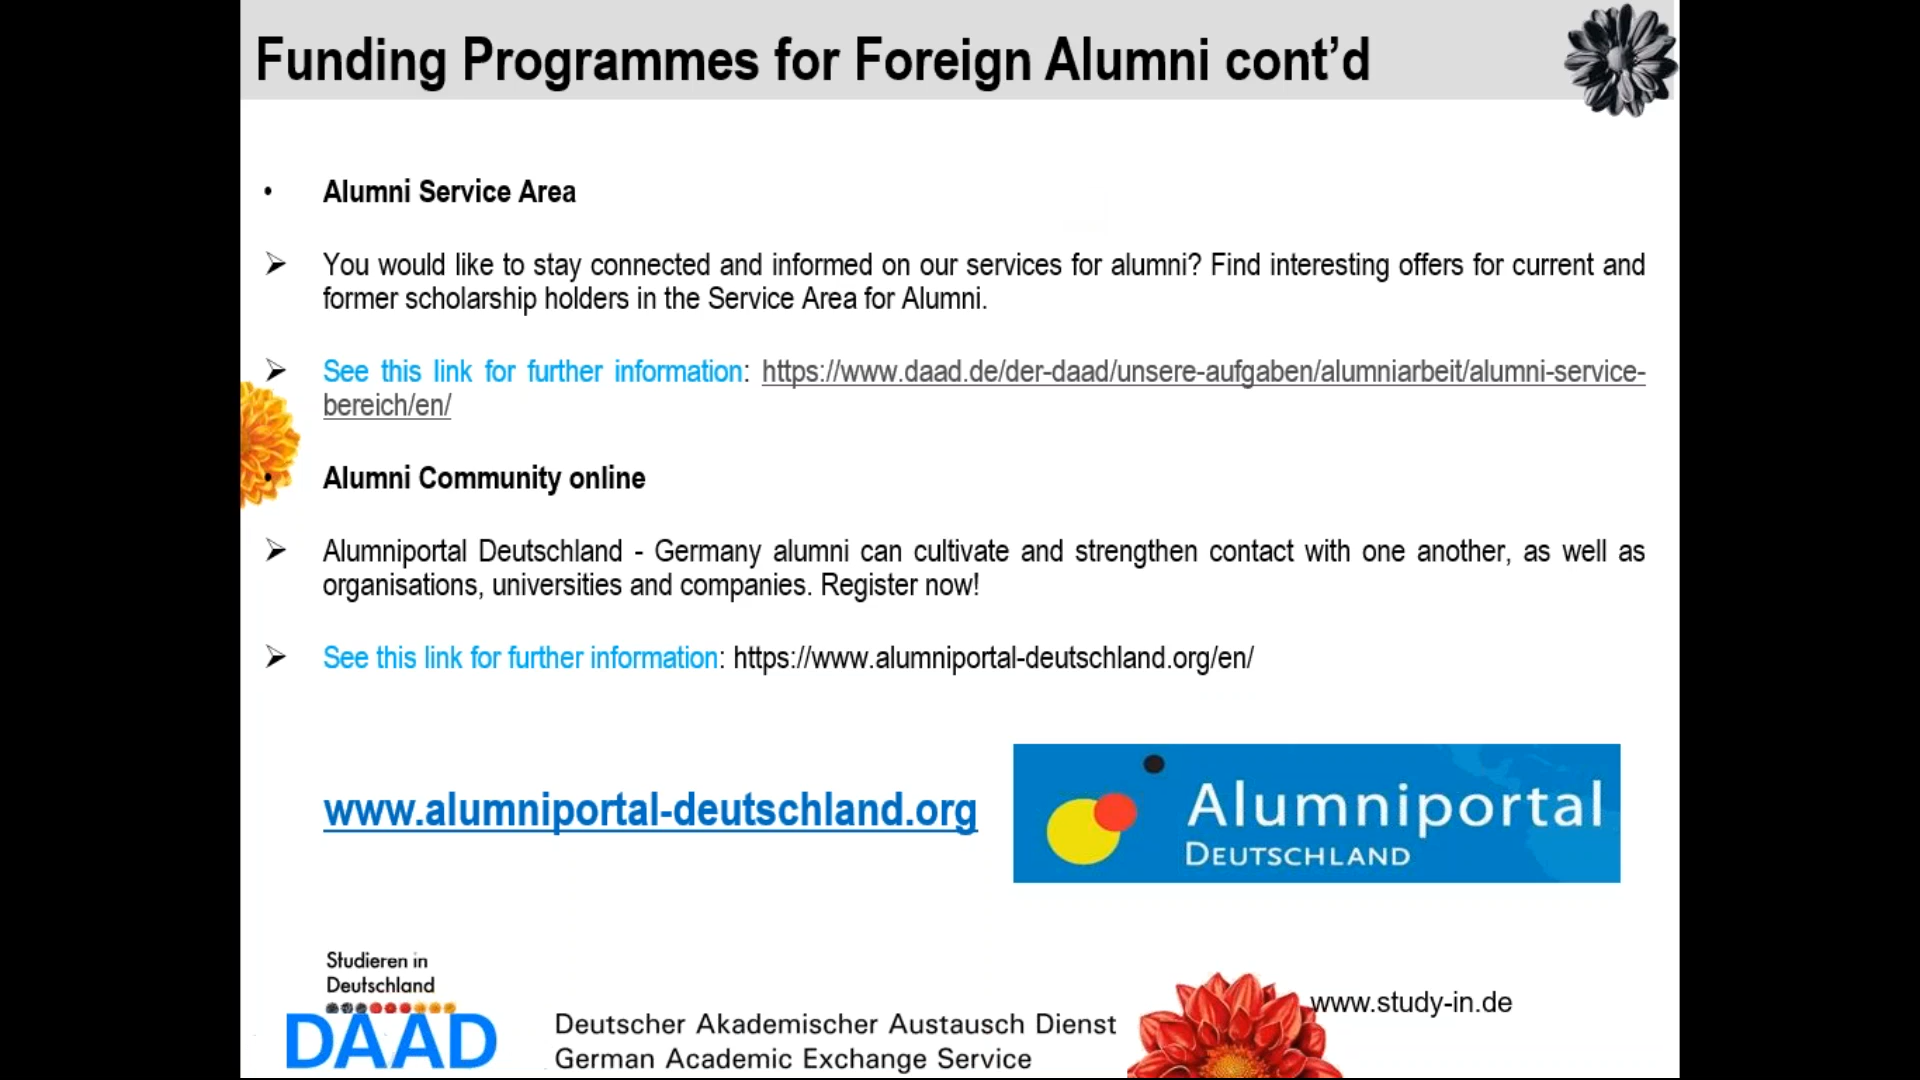 Funding Programmes for Foreign Alumni cont’d
• Alumni Service Area
➢ You would like to stay connected and informed on our services for alumni? Find interesting offers for current and
former scholarship holders in the Service Area for Alumni.
➢ See this link for further information: https://www.daad.de/der-daad/unsere-aufgaben/alumniarbeit/alumni-service-
bereich/en/
• Alumni Community online
➢ Alumniportal Deutschland - Germany alumni can cultivate and strengthen contact with one another, as well as
organisations, universities and companies. Register now!
➢ See this link for further information: https://www.alumniportal-deutschland.org/en/
www.alumniportal-deutschland.org
Alumniportal
DEUTSCHLAND
Studieren in
Deutschland
DAAD
Deutscher Akademischer Austausch Dienst
German Academic Exchange Service
www.study-in.de